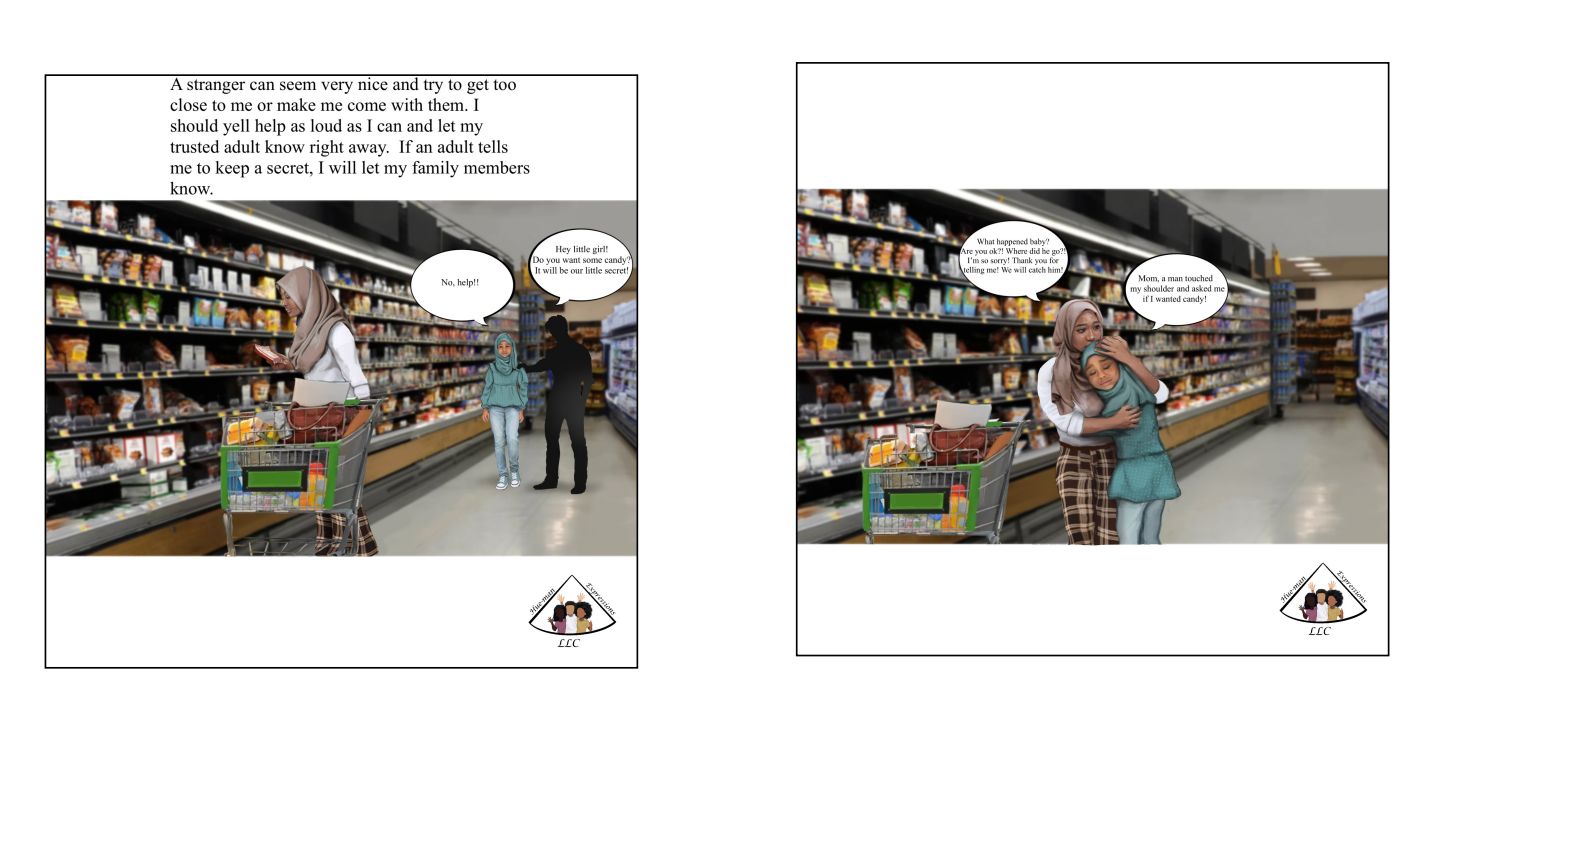 A stranger can seem very nice and try to get too
close to me or make me come with them. I
should yell help as loud as I can and let my
trusted adult know right away.  If an adult tells
me to keep a secret, I will let my family members
know.
Hey little girl!
Do you want some candy?
It will be our little secret!
No, help!!
Hue-man Expressions
LLC
What happened baby?
Are you ok?! Where did he go?!
I'm so sorry! Thank you for
telling me! We will catch him!
Mom, a man touched
my shoulder and asked me
if I wanted candy!
Hue-man Expressions
LLC